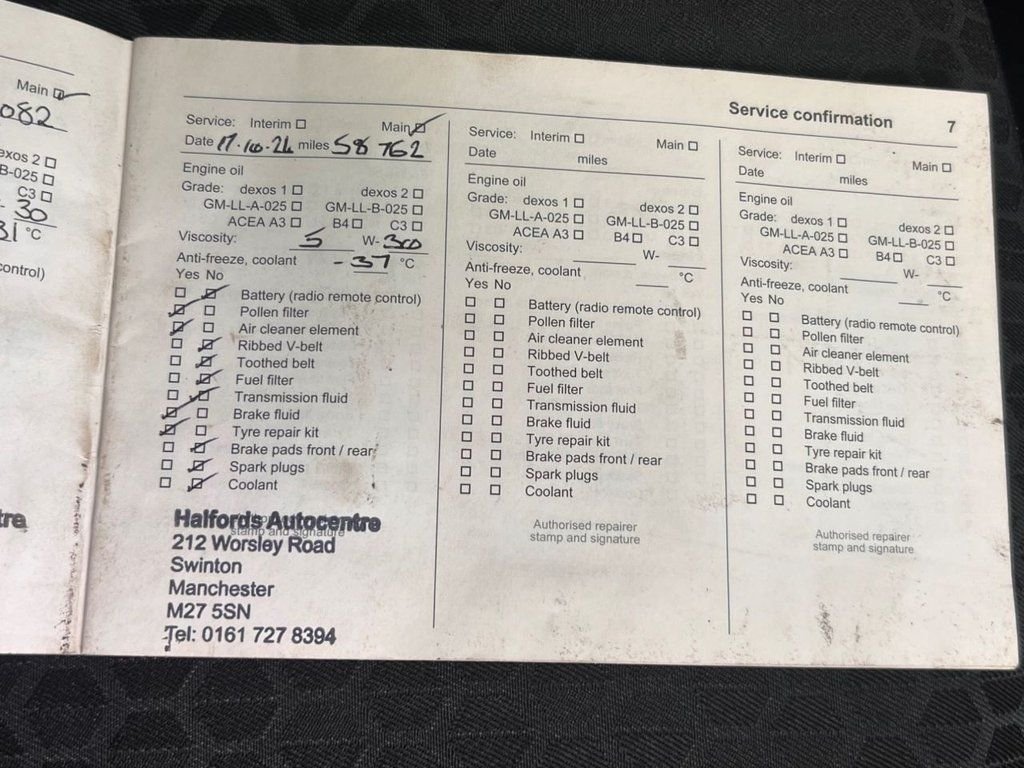 Main
082
exos 2
B-025
C3
30
31 °C
control)
tre
Service confirmation 7
Service: Interim Main
Date 17.10.21 miles 58 762
Engine oil
Grade: dexos 1 dexos 2
GM-LL-A-025 GM-LL-B-025
ACEA A3 B4 C3
Viscosity: 5 W- 30
Anti-freeze, coolant -37 °C
Yes No
Battery (radio remote control)
Pollen filter
Air cleaner element
Ribbed V-belt
Toothed belt
Fuel filter
Transmission fluid
Brake fluid
Tyre repair kit
Brake pads front / rear
Spark plugs
Coolant
Authorised repairer
stamp and signature
Halfords Autocentre
212 Worsley Road
Swinton
Manchester
M27 5SN
Tel: 0161 727 8394
Service: Interim Main
Date miles
Engine oil
Grade: dexos 1 dexos 2
GM-LL-A-025 GM-LL-B-025
ACEA A3 B4 C3
Viscosity: W-
Anti-freeze, coolant °C
Yes No
Battery (radio remote control)
Pollen filter
Air cleaner element
Ribbed V-belt
Toothed belt
Fuel filter
Transmission fluid
Brake fluid
Tyre repair kit
Brake pads front / rear
Spark plugs
Coolant
Authorised repairer
stamp and signature
Service: Interim Main
Date miles
Engine oil
Grade: dexos 1 dexos 2
GM-LL-A-025 GM-LL-B-025
ACEA A3 B4 C3
Viscosity: W-
Anti-freeze, coolant °C
Yes No
Battery (radio remote control)
Pollen filter
Air cleaner element
Ribbed V-belt
Toothed belt
Fuel filter
Transmission fluid
Brake fluid
Tyre repair kit
Brake pads front / rear
Spark plugs
Coolant
Authorised repairer
stamp and signature